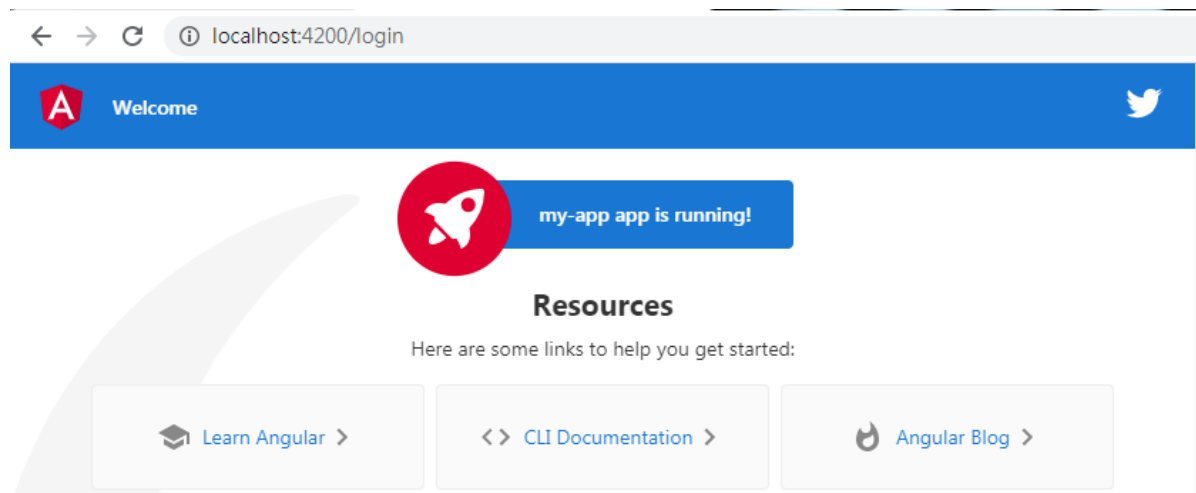 localhost:4200/login
Welcome
my-app app is running!
Resources
Here are some links to help you get started:
Learn Angular
CLI Documentation
Angular Blog